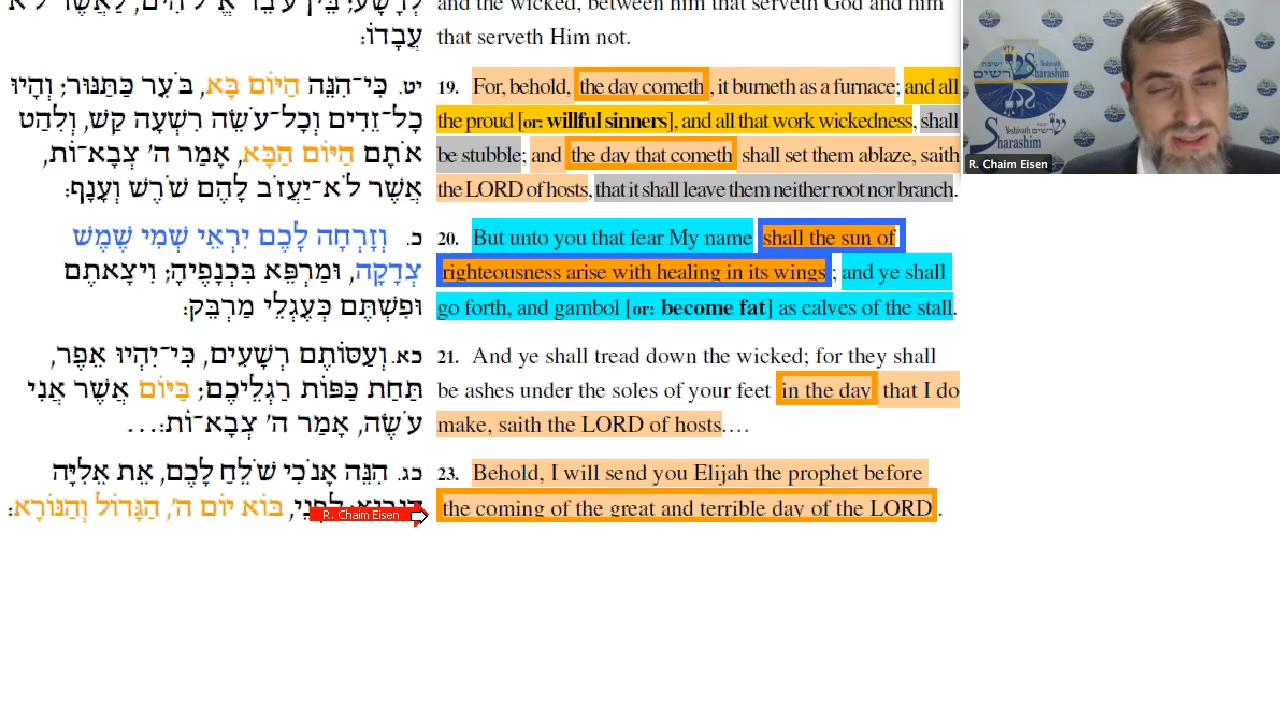 לְרָשָׁע; בֵּין עֹבֵד אֱ־לֹהִים, לַאֲשֶׁר לֹא
עֲבָדוֹ:
יט. כִּי־הִנֵּה הַיּוֹם בָּא, בֹּעֵר כַּתַּנּוּר; וְהָיוּ
כָל־זֵדִים וְכָל־עֹשֵׂה רִשְׁעָה קַשׁ, וְלִהַט
אֹתָם הַיּוֹם הַבָּא, אָמַר ה' צְבָא־וֹת,
אֲשֶׁר לֹא־יַעֲזֹב לָהֶם שֹׁרֶשׁ וְעָנָף:
כ. וְזָרְחָה לָכֶם יִרְאֵי שְׁמִי שֶׁמֶשׁ
צְדָקָה, וּמַרְפֵּא בִּכְנָפֶיהָ; וִיצָאתֶם
וּפִשְׁתֶּם כְּעֶגְלֵי מַרְבֵּק:
כא. וְעַסּוֹתֶם רְשָׁעִים, כִּי־יִהְיוּ אֵפֶר,
תַּחַת כַּפּוֹת רַגְלֵיכֶם; בַּיּוֹם אֲשֶׁר אֲנִי
עֹשֶׂה, אָמַר ה' צְבָא־וֹת:...
כג. הִנֵּה אָנֹכִי שֹׁלֵחַ לָכֶם, אֵת אֵלִיָּה
לִפְנֵי, בּוֹא יוֹם ה', הַגָּדוֹל וְהַנּוֹרָא:
and the wicked, between him that serveth God and him
that serveth Him not.
19. For, behold, the day cometh, it burneth as a furnace; and all
the proud [or: willful sinners], and all that work wickedness, shall
be stubble; and the day that cometh shall set them ablaze, saith
the LORD of hosts, that it shall leave them neither root nor branch.
20. But unto you that fear My name shall the sun of
righteousness arise with healing in its wings; and ye shall
go forth, and gambol [or: become fat] as calves of the stall.
21. And ye shall tread down the wicked; for they shall
be ashes under the soles of your feet in the day that I do
make, saith the LORD of hosts....
23. Behold, I will send you Elijah the prophet before
the coming of the great and terrible day of the LORD.
R. Chaim Eisen
R. Chaim Eisen
Yeshivath
Sharashim
Sharashim